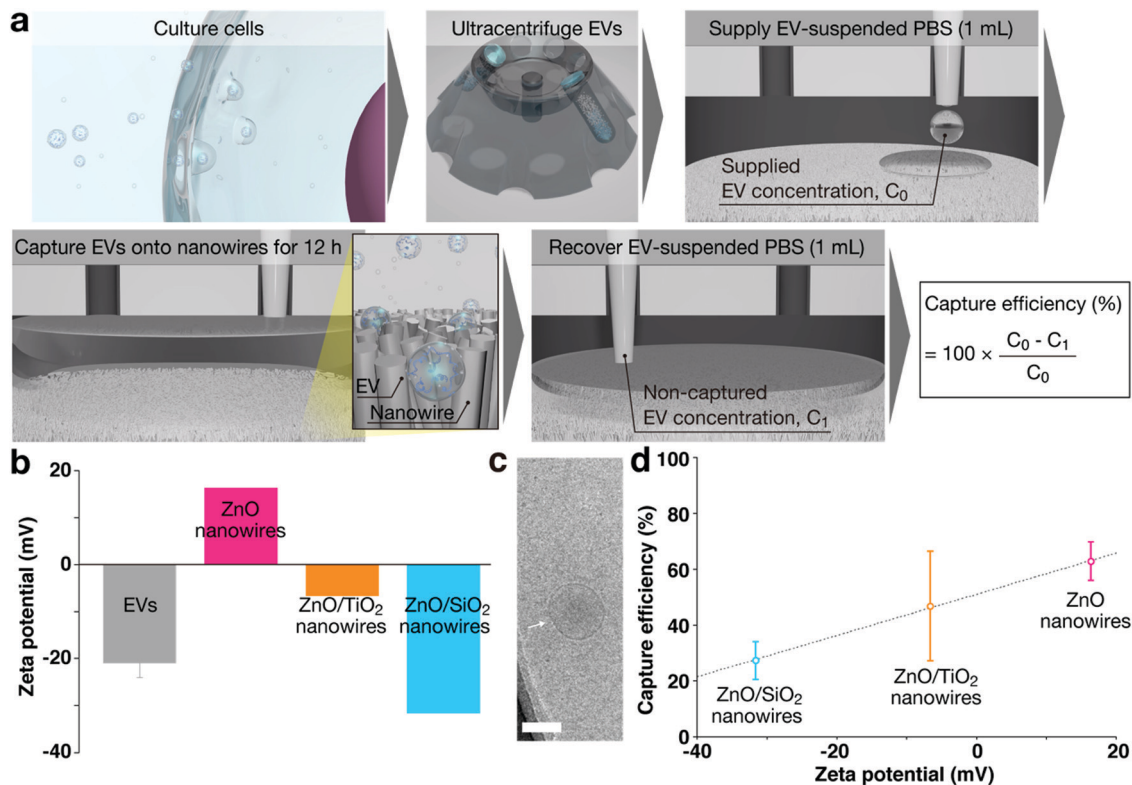 a
Culture cells
Ultracentrifuge EVs
Supply EV-suspended PBS (1 mL)
Supplied
EV concentration, C₀
Capture EVs onto nanowires for 12 h
EV
Nanowire
Recover EV-suspended PBS (1 mL)
Non-captured
EV concentration, C₁
Capture efficiency (%)
= 100 × (C₀ - C₁) / C₀
b
Zeta potential (mV)
20
0
-20
-40
EVs
ZnO
nanowires
ZnO/TiO₂
nanowires
ZnO/SiO₂
nanowires
c
d
Capture efficiency (%)
100
80
60
40
20
0
ZnO/SiO₂
nanowires
ZnO/TiO₂
nanowires
ZnO
nanowires
-40
-20
0
20
Zeta potential (mV)